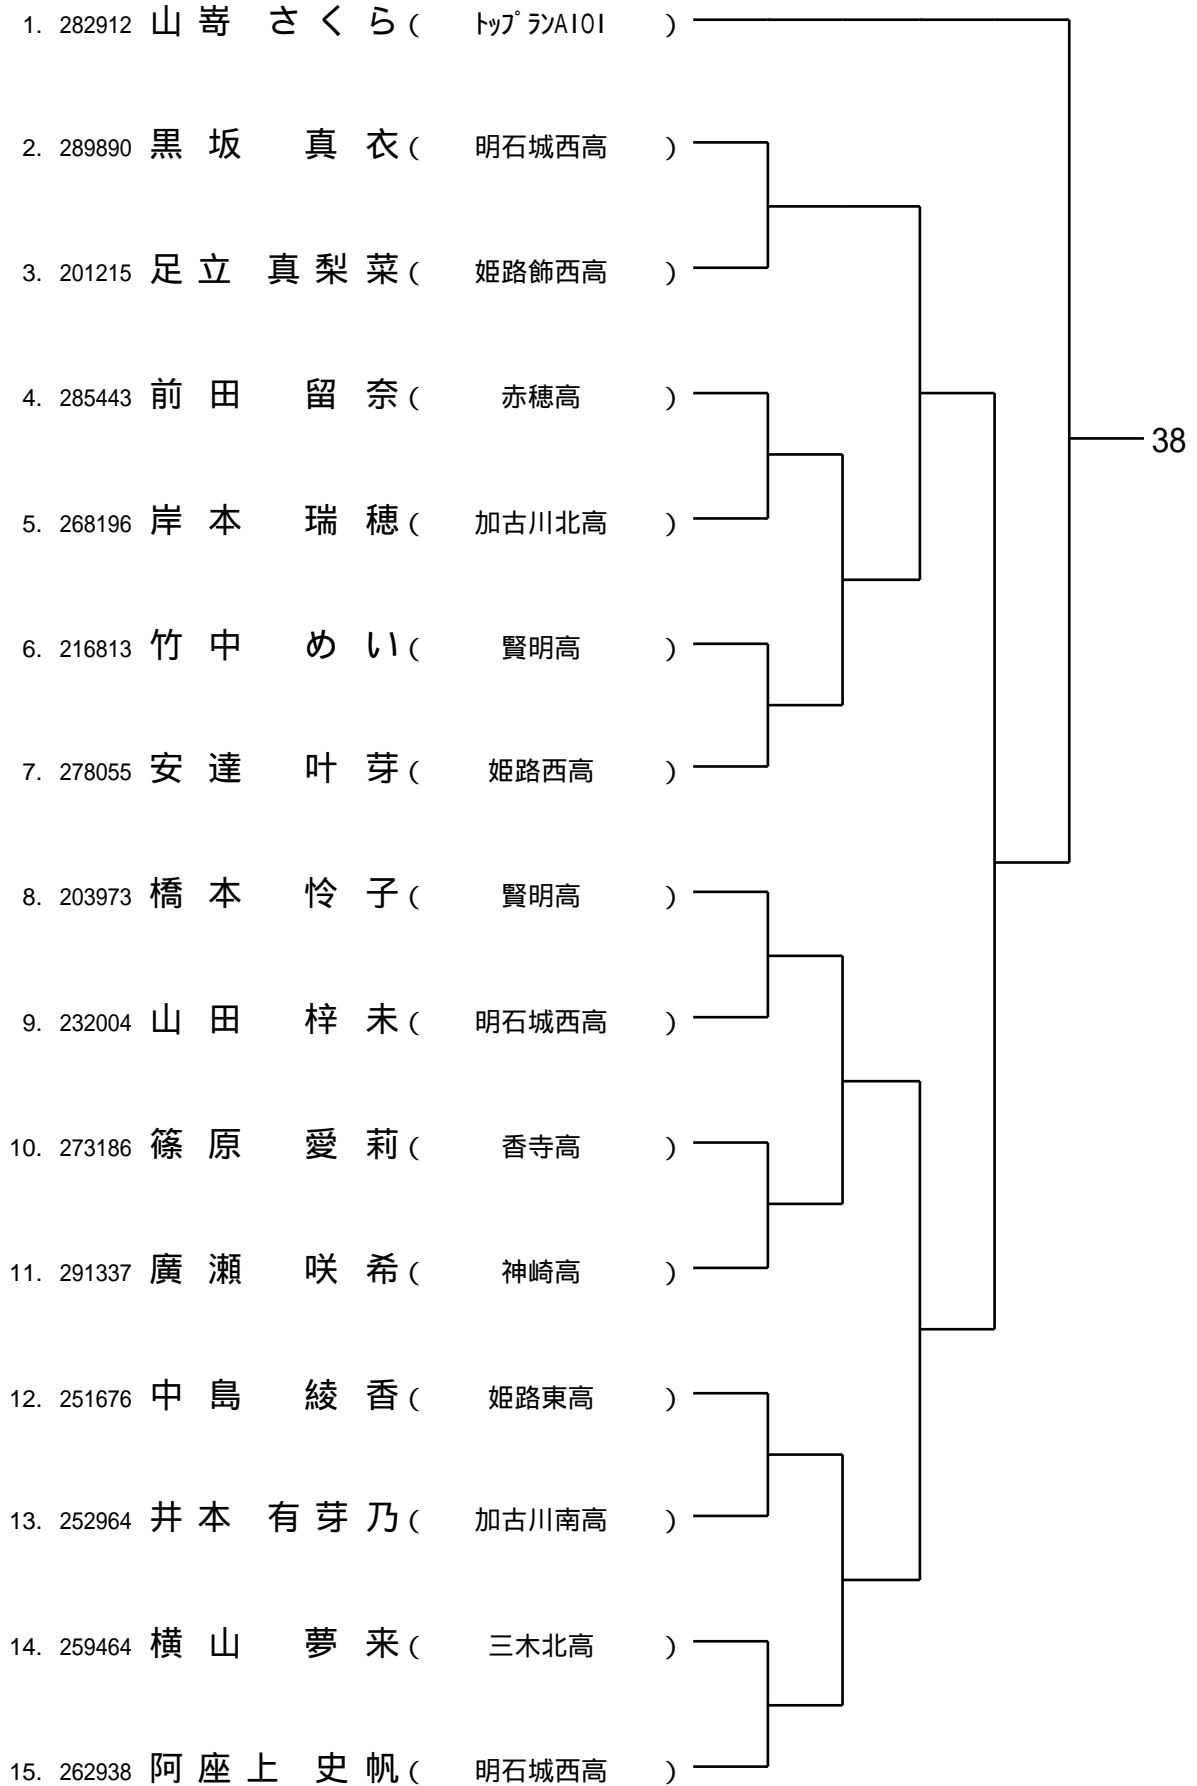 1. 282912 山嵜 さくら ( ﾄｯﾌﾟﾗﾝAIOI )
2. 289890 黒坂 真衣 ( 明石城西高 )
3. 201215 足立 真梨菜 ( 姫路飾西高 )
4. 285443 前田 留奈 ( 赤穂高 )
38
5. 268196 岸本 瑞穂 ( 加古川北高 )
6. 216813 竹中 めい ( 賢明高 )
7. 278055 安達 叶芽 ( 姫路西高 )
8. 203973 橋本 怜子 ( 賢明高 )
9. 232004 山田 梓未 ( 明石城西高 )
10. 273186 篠原 愛莉 ( 香寺高 )
11. 291337 廣瀬 咲希 ( 神崎高 )
12. 251676 中島 綾香 ( 姫路東高 )
13. 252964 井本 有芽乃 ( 加古川南高 )
14. 259464 横山 夢来 ( 三木北高 )
15. 262938 阿座上 史帆 ( 明石城西高 )